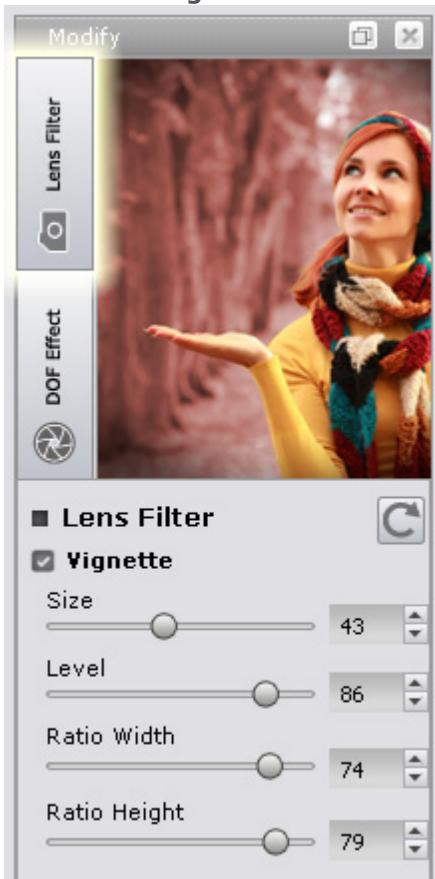 Modify
Lens Filter
DOF Effect
Lens Filter
Vignette
Size
43
Level
86
Ratio Width
74
Ratio Height
79